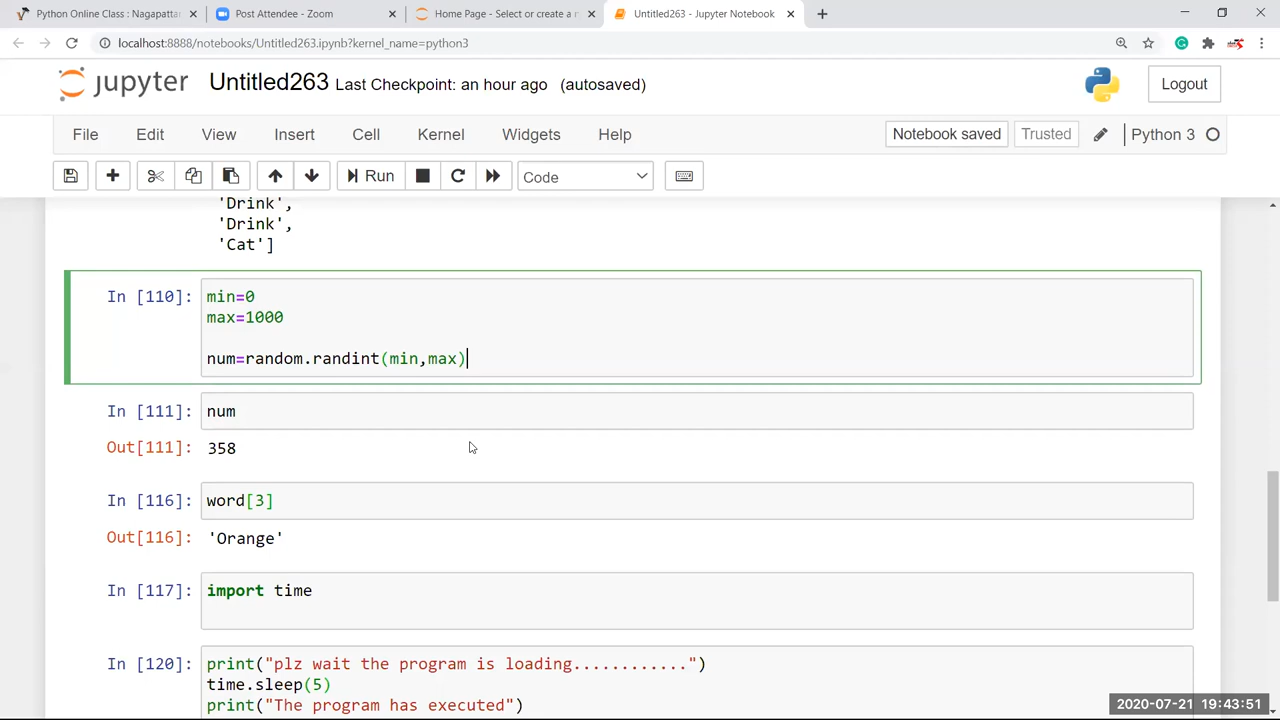 Python Online Class : Nagapatta
Post Attendee - Zoom
Home Page - Select or create a n
Untitled263 - Jupyter Notebook
localhost:8888/notebooks/Untitled263.ipynb?kernel_name=python3
jupyter Untitled263 Last Checkpoint: an hour ago (autosaved)
Logout
File Edit View Insert Cell Kernel Widgets Help
Notebook saved Trusted Python 3
Run Code
'Drink',
'Drink',
'Cat']
In [110]: min=0
max=1000
num=random.randint(min,max)
In [111]: num
Out[111]: 358
In [116]: word[3]
Out[116]: 'Orange'
In [117]: import time
In [120]: print("plz wait the program is loading............")
time.sleep(5)
print("The program has executed")
2020-07-21 19:43:51